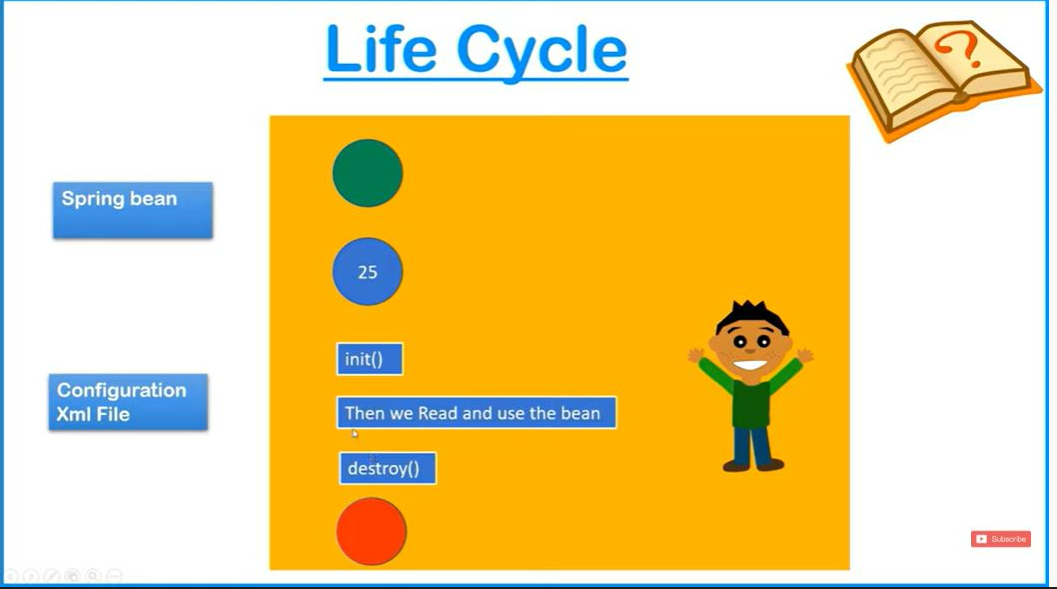 Life Cycle
?
Spring bean
25
init()
Configuration
Xml File
Then we Read and use the bean
destroy()
Subscribe